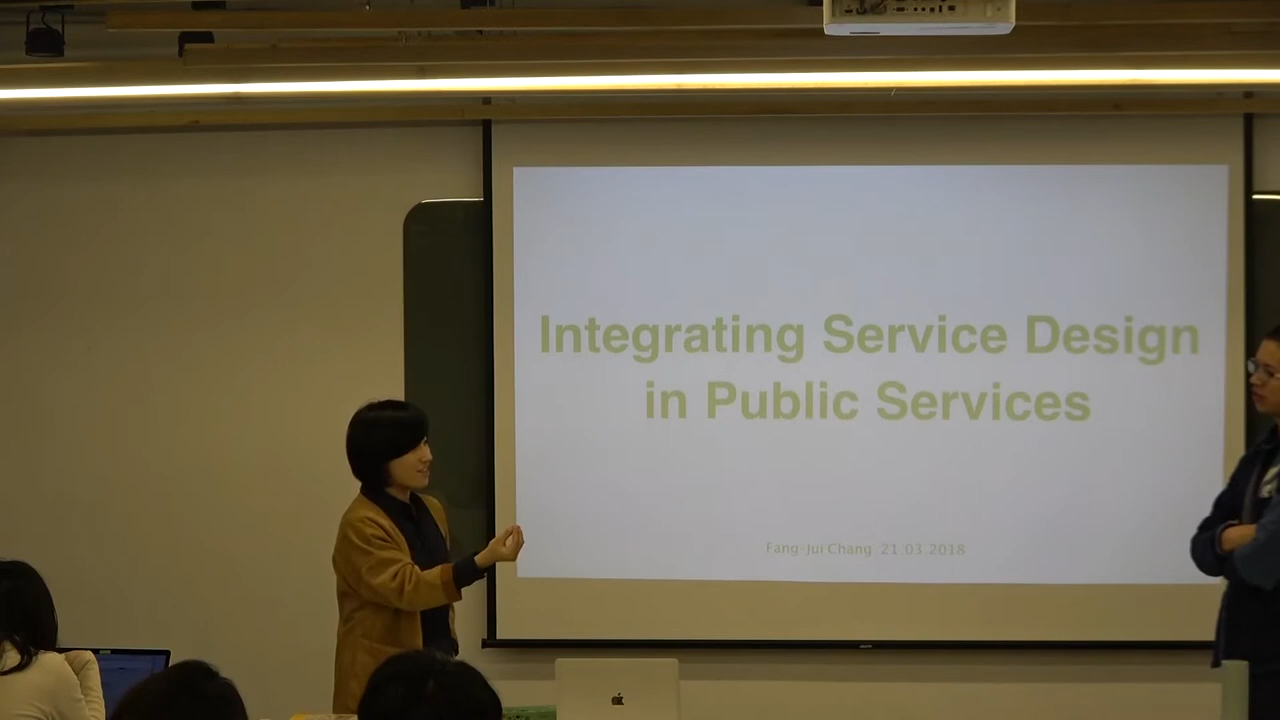 Integrating Service Design
in Public Services
Fang-Jui Chang 21.03.2018